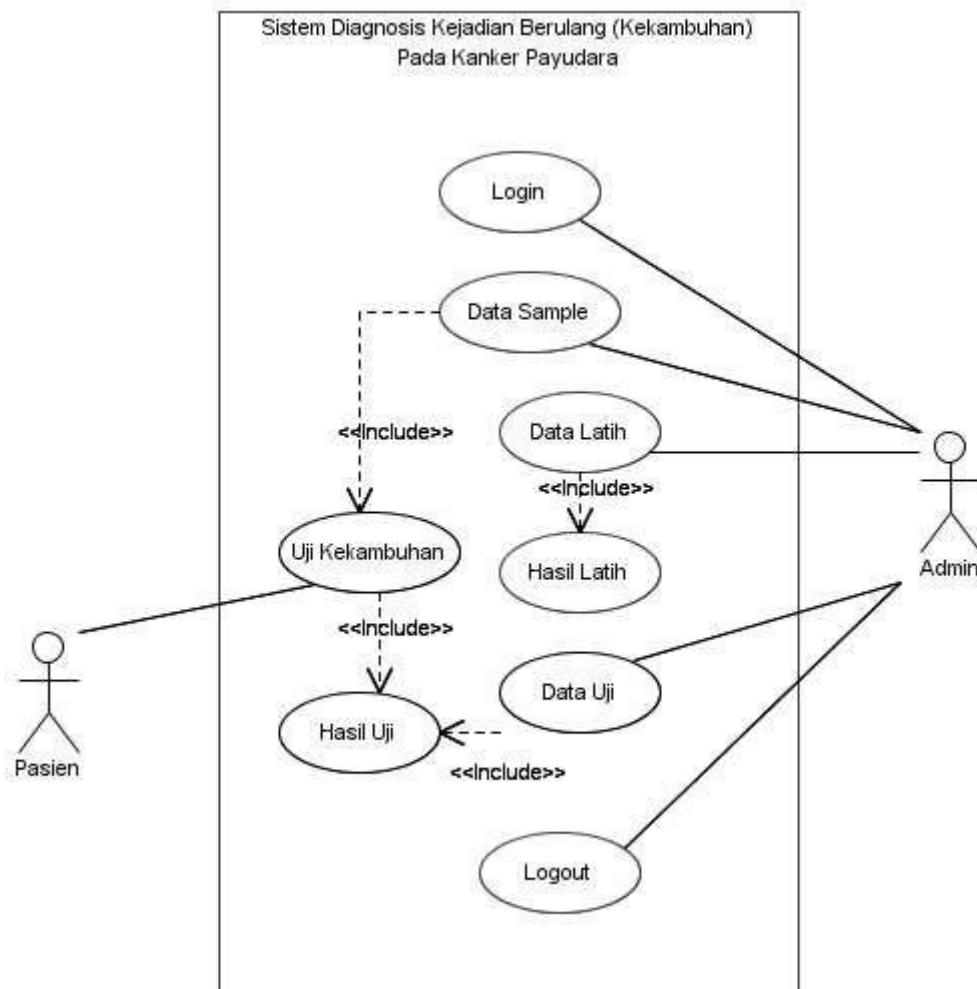 Sistem Diagnosis Kejadian Berulang (Kekambuhan)
Pada Kanker Payudara
Login
Data Sample
<<Include>>
Data Latih
<<Include>>
Uji Kekambuhan
Hasil Latih
Admin
<<Include>>
Data Uji
Hasil Uji
Pasien
<<Include>>
Logout